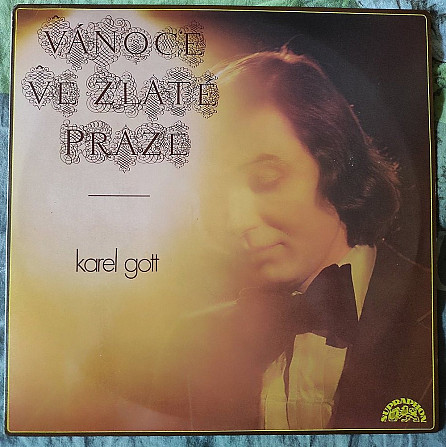 VÁNOCE
VE ZLATÉ
PRAZE
karel gott
SUPRAPHON